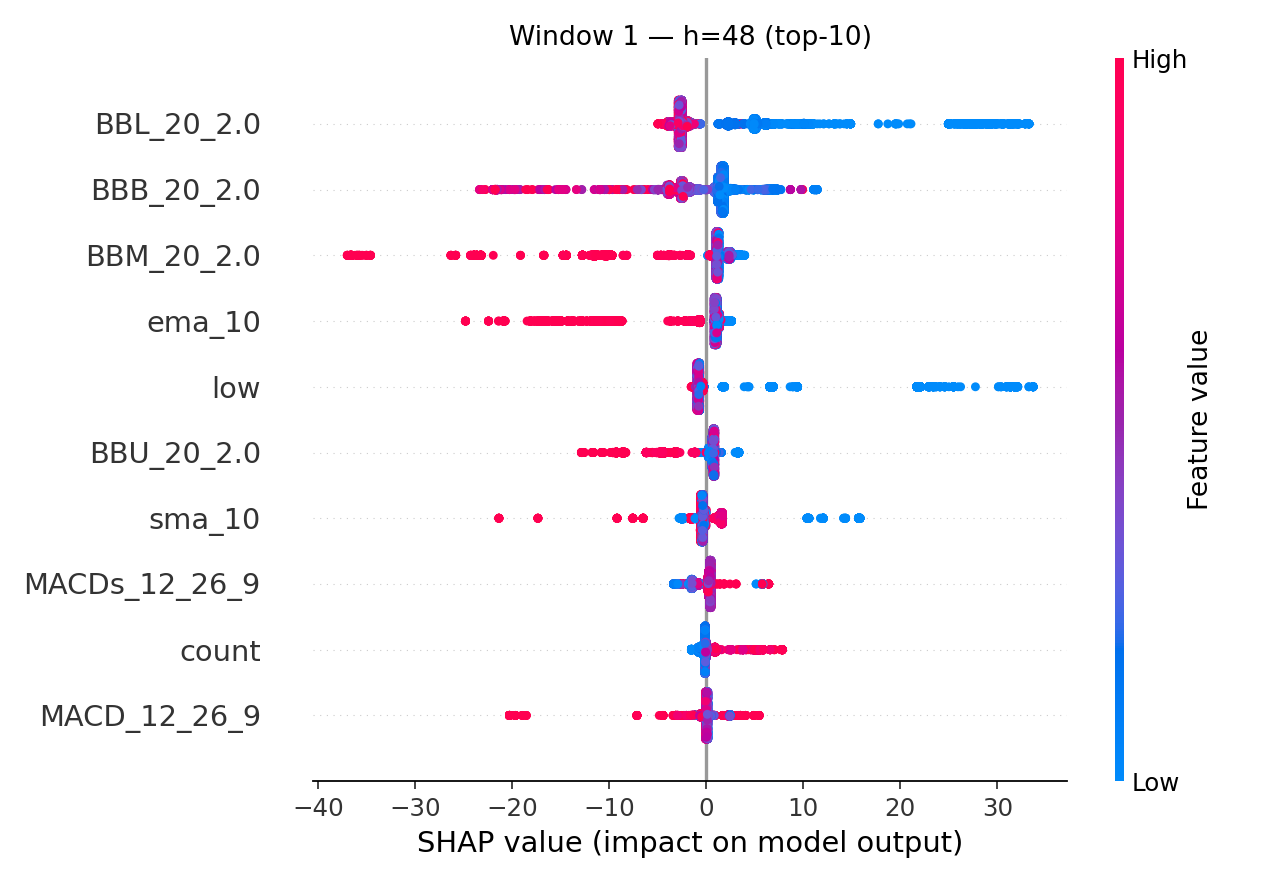 Window 1 — h=48 (top-10)
High
BBL_20_2.0
BBB_20_2.0
BBM_20_2.0
ema_10
low
BBU_20_2.0
sma_10
MACDs_12_26_9
count
MACD_12_26_9
Feature value
Low
−40 −30 −20 −10 0 10 20 30
SHAP value (impact on model output)